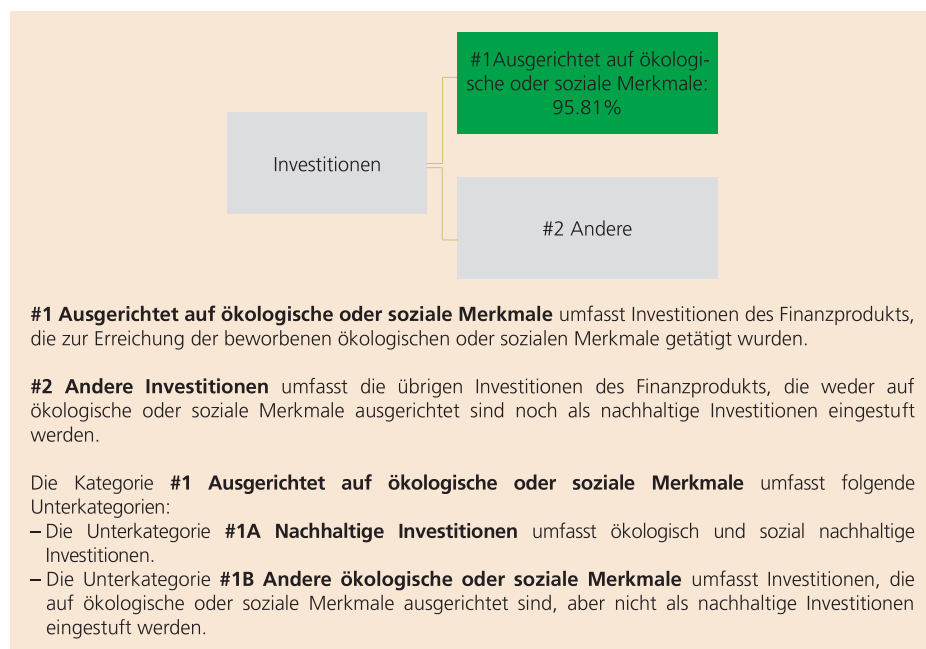 #1Ausgerichtet auf ökologi-
sche oder soziale Merkmale:
95.81%
Investitionen
#2 Andere
#1 Ausgerichtet auf ökologische oder soziale Merkmale umfasst Investitionen des Finanzprodukts,
die zur Erreichung der beworbenen ökologischen oder sozialen Merkmale getätigt wurden.
#2 Andere Investitionen umfasst die übrigen Investitionen des Finanzprodukts, die weder auf
ökologische oder soziale Merkmale ausgerichtet sind noch als nachhaltige Investitionen eingestuft
werden.
Die Kategorie #1 Ausgerichtet auf ökologische oder soziale Merkmale umfasst folgende
Unterkategorien:
– Die Unterkategorie #1A Nachhaltige Investitionen umfasst ökologisch und sozial nachhaltige
Investitionen.
– Die Unterkategorie #1B Andere ökologische oder soziale Merkmale umfasst Investitionen, die
auf ökologische oder soziale Merkmale ausgerichtet sind, aber nicht als nachhaltige Investitionen
eingestuft werden.